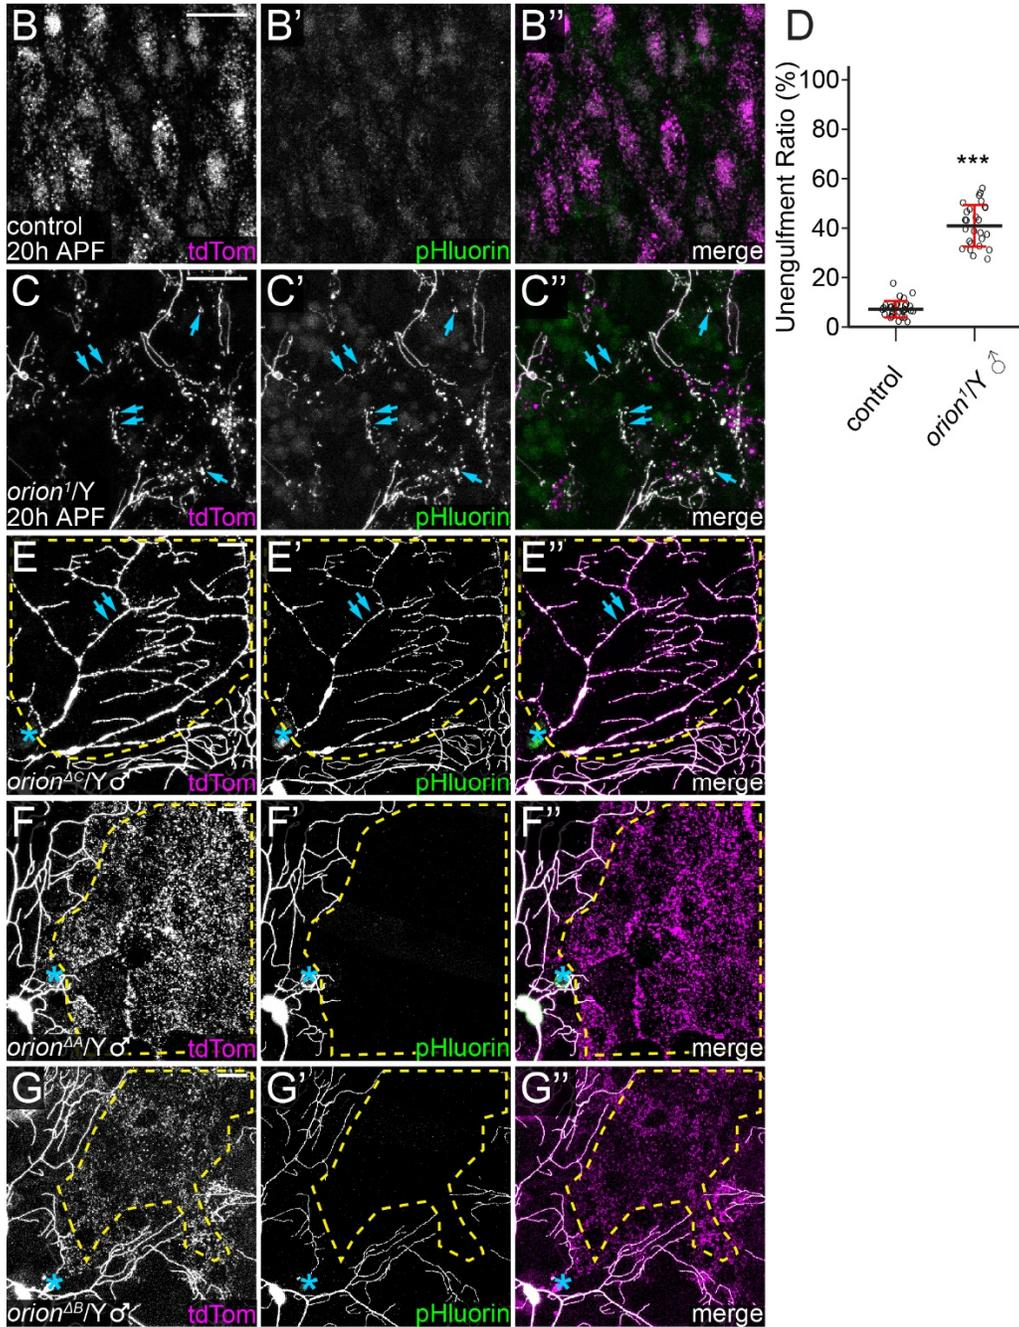 B
control
20h APF
tdTom
B'
pHluorin
B''
merge
D
Unengulfment Ratio (%)
100
80
60
40
20
0
***
control
orion¹/Y ♂
C
orion¹/Y
20h APF
tdTom
C'
pHluorin
C''
merge
E
*
orionΔC/Y ♂
tdTom
E'
*
pHluorin
E''
*
merge
F
*
orionΔA/Y ♂
tdTom
F'
*
pHluorin
F''
*
merge
G
*
orionΔB/Y ♂
tdTom
G'
*
pHluorin
G''
*
merge